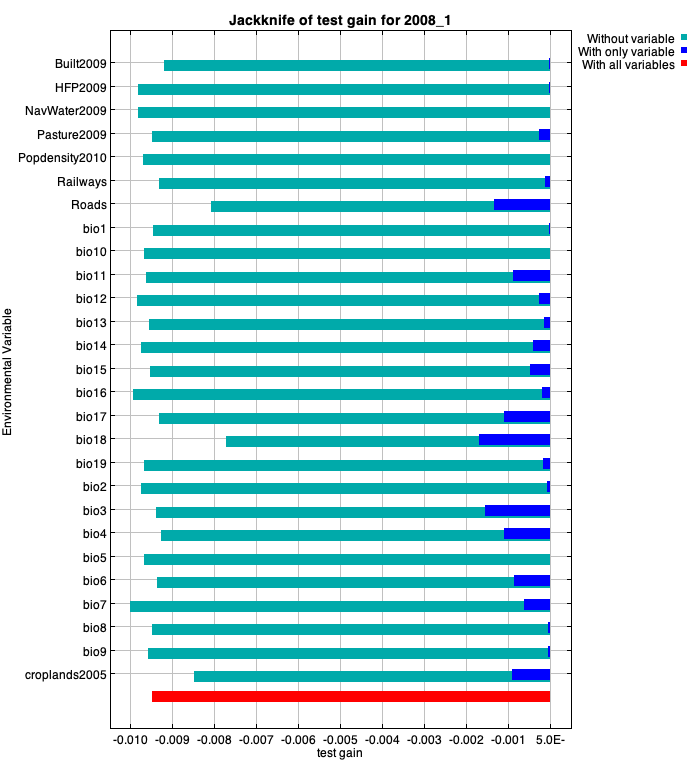 Jackknife of test gain for 2008_1
Without variable
With only variable
With all variables
Environmental Variable
Built2009
HFP2009
NavWater2009
Pasture2009
Popdensity2010
Railways
Roads
bio1
bio10
bio11
bio12
bio13
bio14
bio15
bio16
bio17
bio18
bio19
bio2
bio3
bio4
bio5
bio6
bio7
bio8
bio9
croplands2005
-0.010 -0.009 -0.008 -0.007 -0.006 -0.005 -0.004 -0.003 -0.002 -0.001 5.0E-
test gain